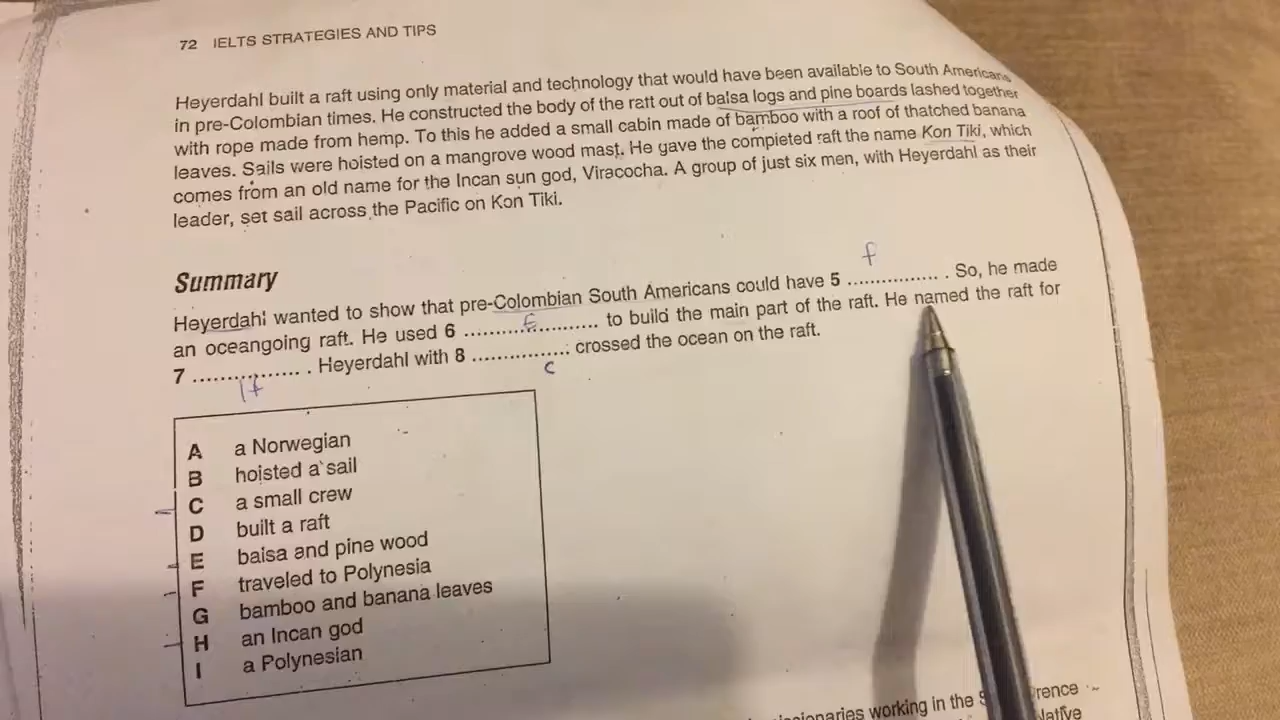 72 IELTS STRATEGIES AND TIPS
Heyerdahl built a raft using only material and technology that would have been available to South Americans
in pre-Colombian times. He constructed the body of the raft out of balsa logs and pine boards lashed together
with rope made from hemp. To this he added a small cabin made of bamboo with a roof of thatched banana
leaves. Sails were hoisted on a mangrove wood mast. He gave the completed raft the name Kon Tiki, which
comes from an old name for the Incan sun god, Viracocha. A group of just six men, with Heyerdahl as their
leader, set sail across the Pacific on Kon Tiki.
Summary
f
Heyerdahl wanted to show that pre-Colombian South Americans could have 5 ................ . So, he made
an oceangoing raft. He used 6 ........................ to build the main part of the raft. He named the raft for
E
7 ................... . Heyerdahl with 8 ................. crossed the ocean on the raft.
H
c
A a Norwegian
B hoisted a sail
C a small crew
D built a raft
E balsa and pine wood
F traveled to Polynesia
G bamboo and banana leaves
H an Incan god
I a Polynesian
missionaries working in the